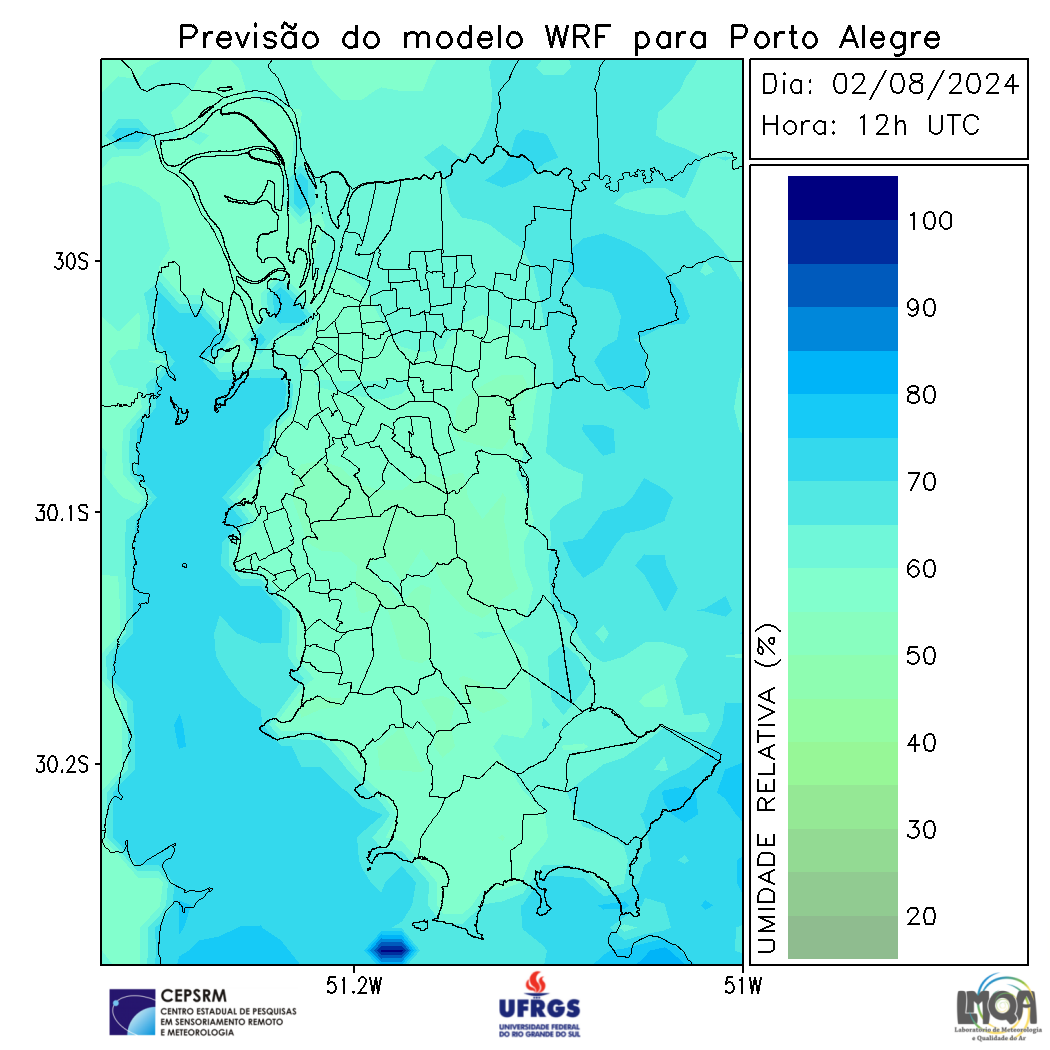 Previsão do modelo WRF para Porto Alegre
Dia: 02/08/2024
Hora: 12h UTC
30S
30.1S
30.2S
51.2W
51W
100
90
80
70
60
50
40
30
20
UMIDADE RELATIVA (%)
CEPSRM
CENTRO ESTADUAL DE PESQUISAS
EM SENSORIAMENTO REMOTO
E METEOROLOGIA
UFRGS
UNIVERSIDADE FEDERAL
DO RIO GRANDE DO SUL
LMQA
Laboratório de Meteorologia
e Qualidade do Ar